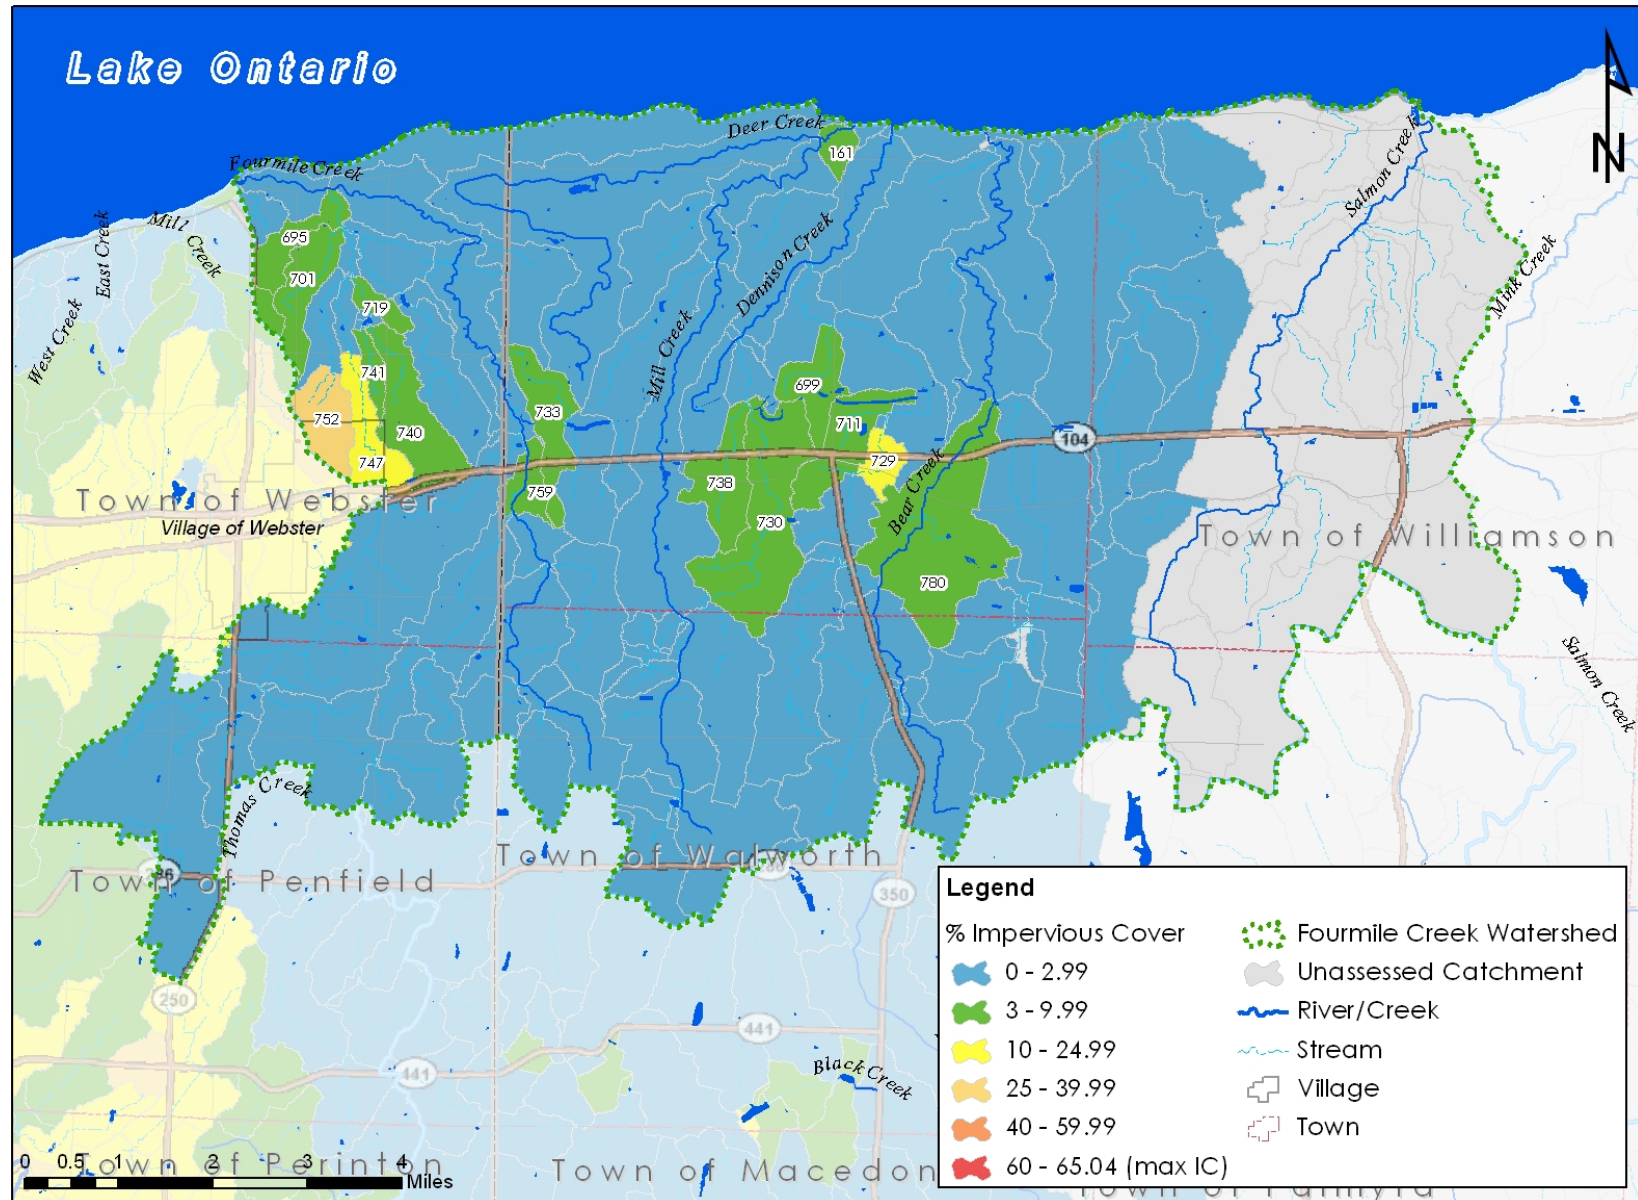 Lake Ontario
N
Deer Creek
Fourmile Creek
161
Salmon Creek
Mill Creek
East Creek
695
701
Dennison Creek
Mink Creek
719
West Creek
Mill Creek
741
699
733
752
740
711
104
747
729
738
759
Bear Creek
Town of Webster
Village of Webster
730
Town of Williamson
780
Salmon Creek
Thomas Creek
Town of Walworth
Town of Penfield
350
250
441
441
Black Creek
Town of Perinton
Town of Macedon
0 0.5 1 2 3 4
Miles
Legend
% Impervious Cover
0 - 2.99
3 - 9.99
10 - 24.99
25 - 39.99
40 - 59.99
60 - 65.04 (max IC)
Fourmile Creek Watershed
Unassessed Catchment
River/Creek
Stream
Village
Town